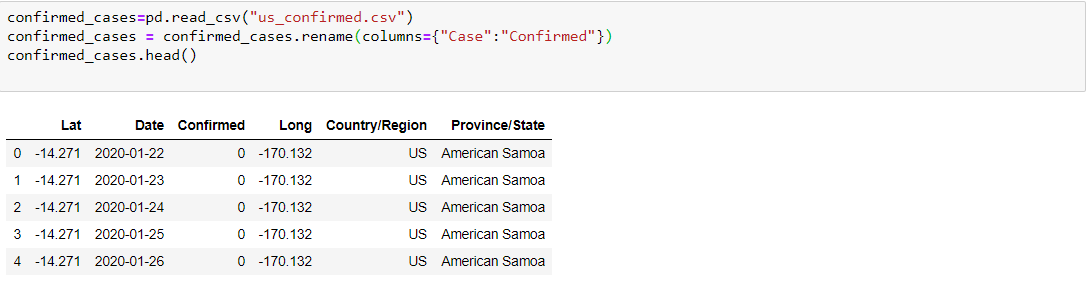 confirmed_cases=pd.read_csv("us_confirmed.csv")
confirmed_cases = confirmed_cases.rename(columns={"Case":"Confirmed"})
confirmed_cases.head()
Lat Date Confirmed Long Country/Region Province/State
0 -14.271 2020-01-22 0 -170.132 US American Samoa
1 -14.271 2020-01-23 0 -170.132 US American Samoa
2 -14.271 2020-01-24 0 -170.132 US American Samoa
3 -14.271 2020-01-25 0 -170.132 US American Samoa
4 -14.271 2020-01-26 0 -170.132 US American Samoa